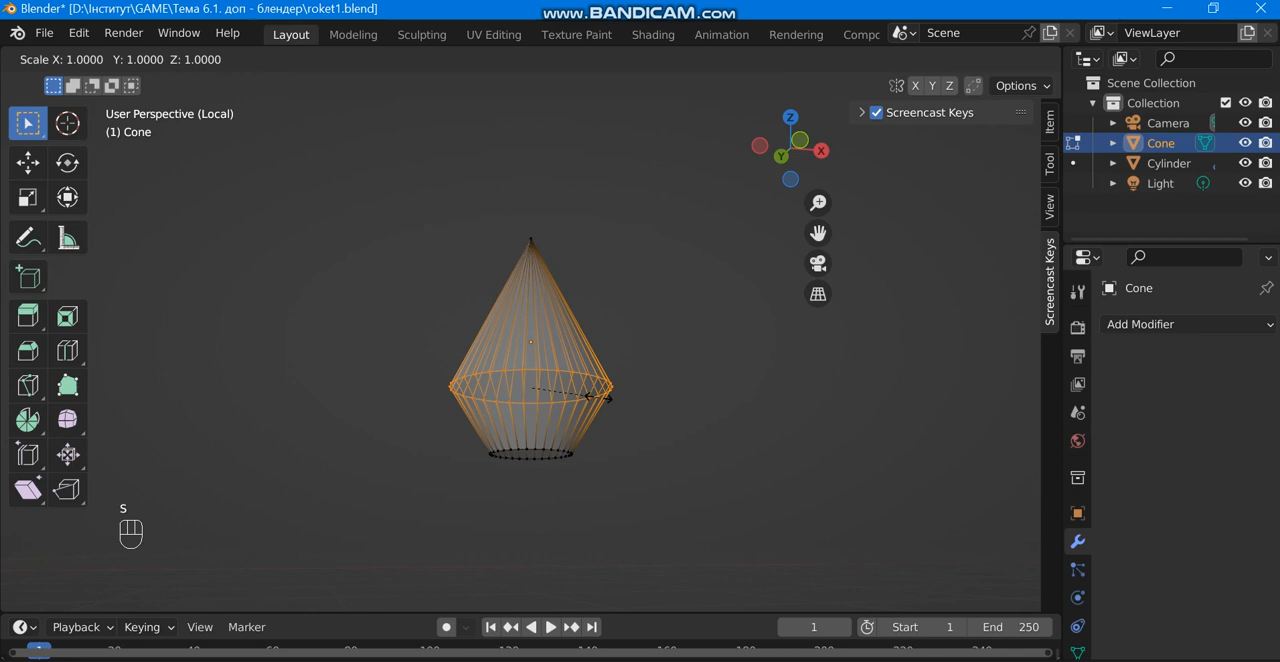 Blender* [D:\Інститут\GAME\Тема 6.1. доп - блендер\roket1.blend]
www.BANDICAM.com
File Edit Render Window Help Layout Modeling Sculpting UV Editing Texture Paint Shading Animation Rendering Compc Scene ViewLayer
Scale X: 1.0000 Y: 1.0000 Z: 1.0000
X Y Z Options
User Perspective (Local)
(1) Cone
Screencast Keys
Z
X
Y
Item
Tool
View
Screencast Keys
Scene Collection
Collection
Camera
Cone
Cylinder
Light
Cone
Add Modifier
S
Playback Keying View Marker 1 Start 1 End 250
1